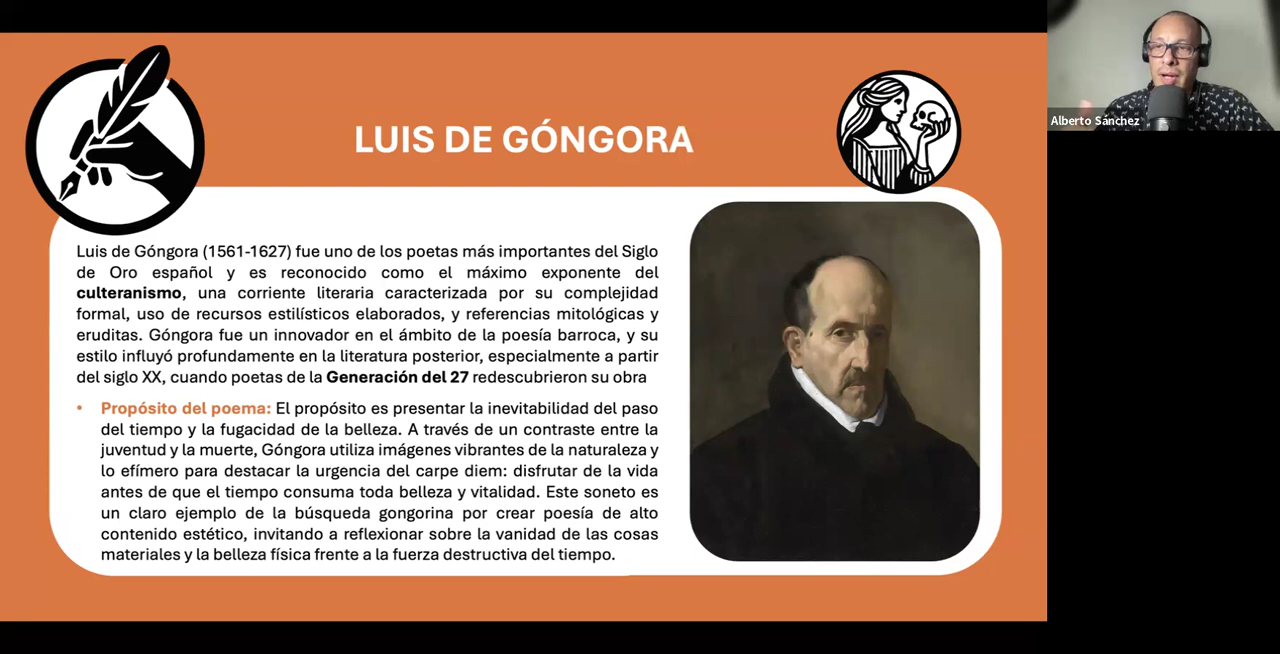 LUIS DE GÓNGORA
Luis de Góngora (1561-1627) fue uno de los poetas más importantes del Siglo
de Oro español y es reconocido como el máximo exponente del
culteranismo, una corriente literaria caracterizada por su complejidad
formal, uso de recursos estilísticos elaborados, y referencias mitológicas y
eruditas. Góngora fue un innovador en el ámbito de la poesía barroca, y su
estilo influyó profundamente en la literatura posterior, especialmente a partir
del siglo XX, cuando poetas de la Generación del 27 redescubrieron su obra
• Propósito del poema: El propósito es presentar la inevitabilidad del paso
del tiempo y la fugacidad de la belleza. A través de un contraste entre la
juventud y la muerte, Góngora utiliza imágenes vibrantes de la naturaleza y
lo efímero para destacar la urgencia del carpe diem: disfrutar de la vida
antes de que el tiempo consuma toda belleza y vitalidad. Este soneto es
un claro ejemplo de la búsqueda gongorina por crear poesía de alto
contenido estético, invitando a reflexionar sobre la vanidad de las cosas
materiales y la belleza física frente a la fuerza destructiva del tiempo.
Alberto Sánchez